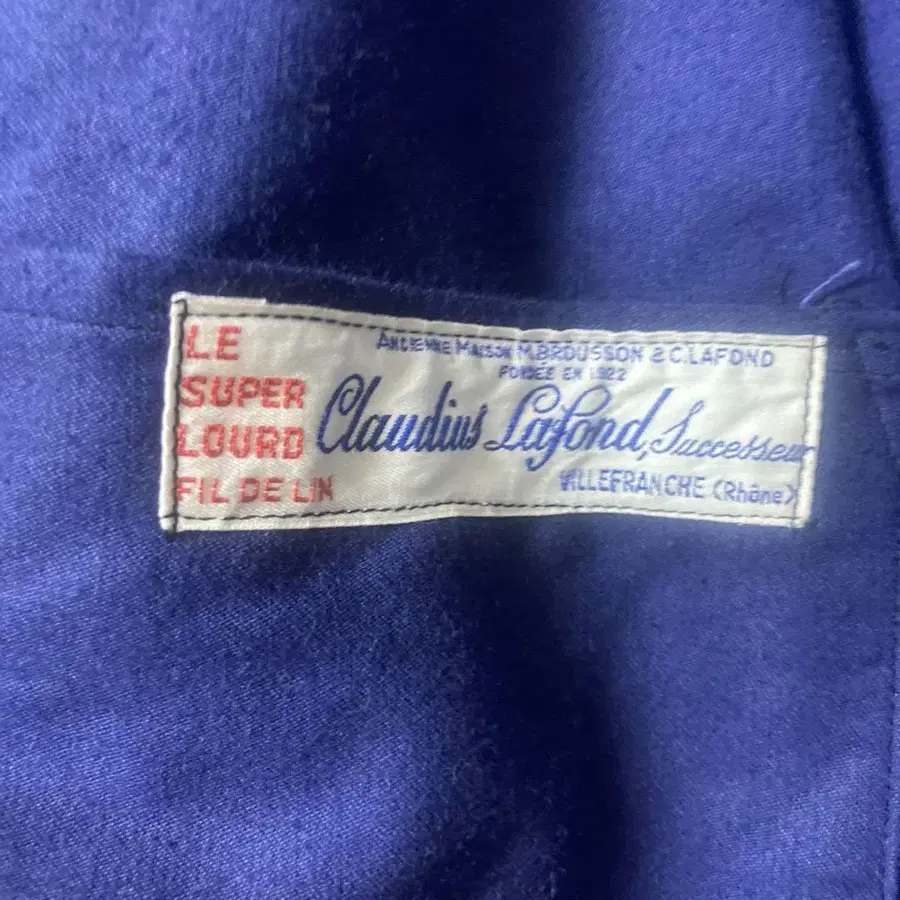 LE
SUPER
LOURD
FIL DE LIN
ANCIENNE MAISON M.BROUSSON & C.LAFOND
FONDÉE EN 1922
Claudius Lafond, Successeur
VILLEFRANCHE (Rhône)